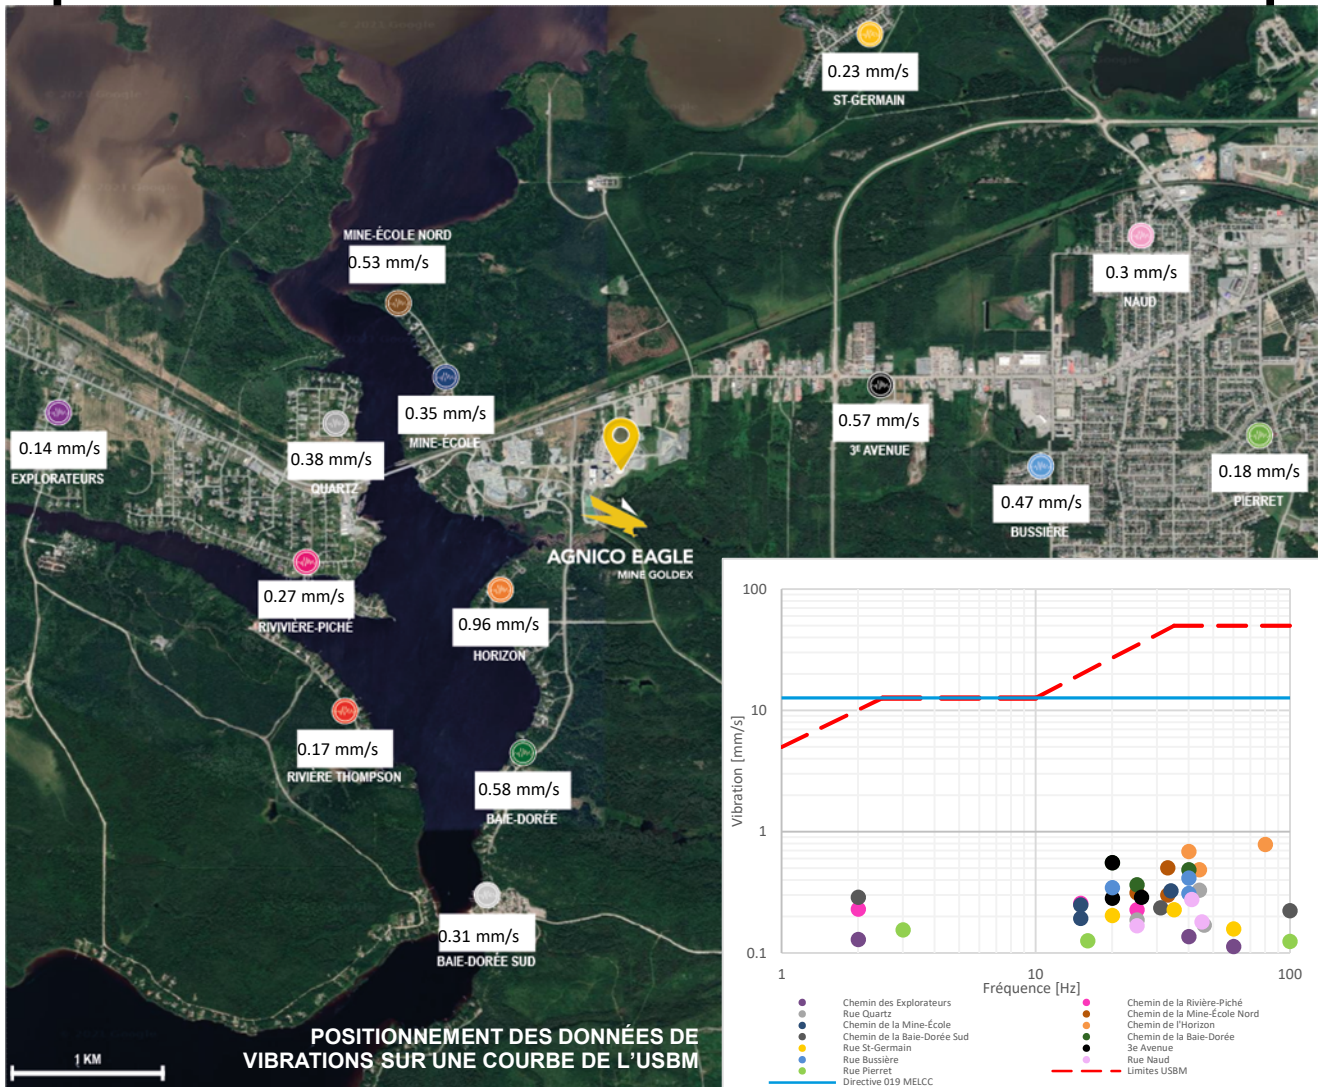 0.23 mm/s
ST-GERMAIN
MINE-ÉCOLE NORD
0.53 mm/s
0.3 mm/s
NAUD
0.35 mm/s
MINE-ÉCOLE
0.57 mm/s
3E AVENUE
0.14 mm/s
EXPLORATEURS
0.38 mm/s
QUARTZ
0.47 mm/s
BUSSIÈRE
0.18 mm/s
PIERRET
AGNICO EAGLE
MINE GOLDEX
0.27 mm/s
RIVIVIÈRE-PICHÉ
0.96 mm/s
HORIZON
0.17 mm/s
RIVIÈRE THOMPSON
0.58 mm/s
BAIE-DORÉE
0.31 mm/s
BAIE-DORÉE SUD
1 KM
POSITIONNEMENT DES DONNÉES DE
VIBRATIONS SUR UNE COURBE DE L'USBM
100
10
1
0.1
Vibration [mm/s]
1
10
100
Fréquence [Hz]
Chemin des Explorateurs
Chemin de la Rivière-Piché
Rue Quartz
Chemin de la Mine-École Nord
Chemin de la Mine-École
Chemin de l'Horizon
Chemin de la Baie-Dorée Sud
Chemin de la Baie-Dorée
Rue St-Germain
3e Avenue
Rue Bussière
Rue Naud
Rue Pierret
Limites USBM
Directive 019 MELCC